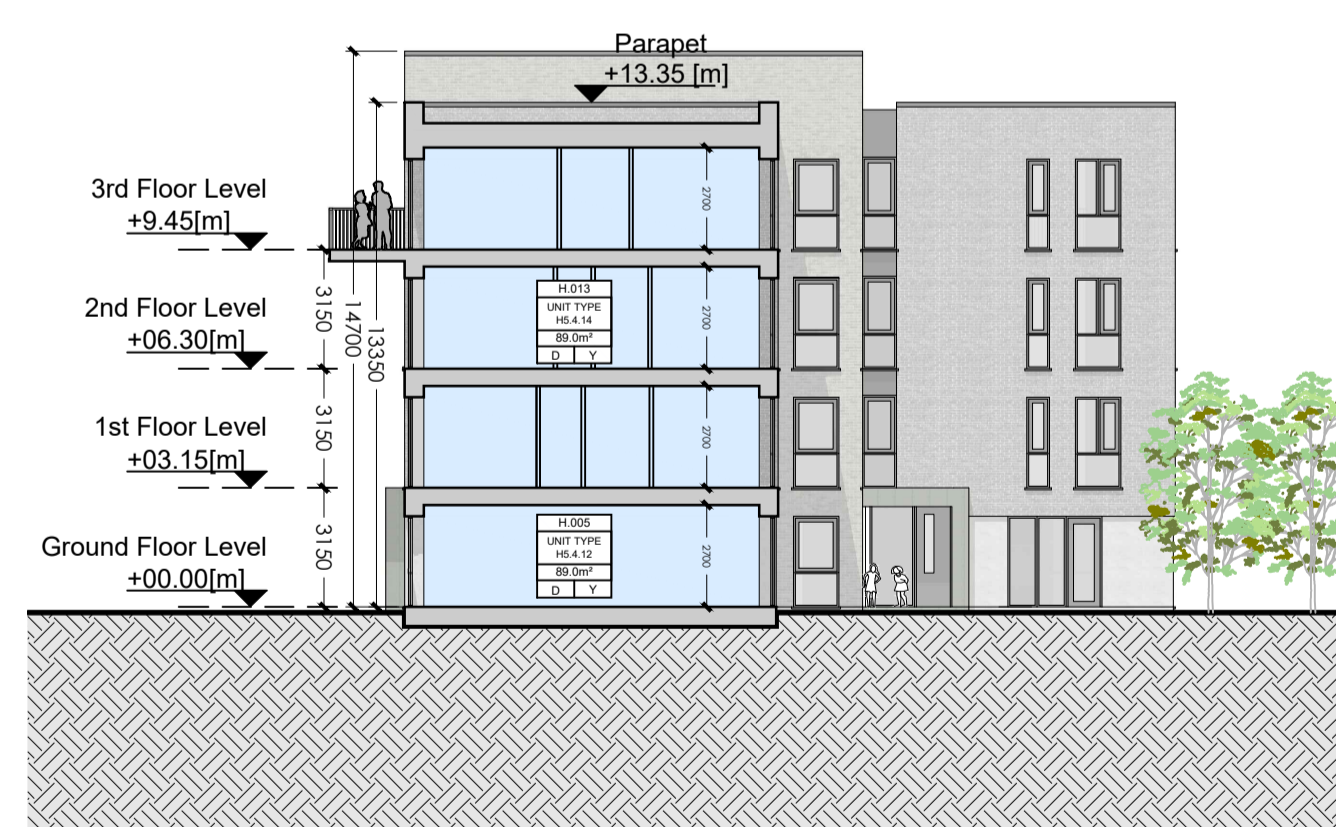 Parapet
+13.35 [m]
3rd Floor Level
+9.45[m]
2700
2nd Floor Level
+06.30[m]
3150
14700
13350
H.013
UNIT TYPE
H5.4.14
89.0m²
D Y
2700
1st Floor Level
+03.15[m]
3150
2700
Ground Floor Level
+00.00[m]
3150
H.005
UNIT TYPE
H5.4.12
89.0m²
D Y
2700